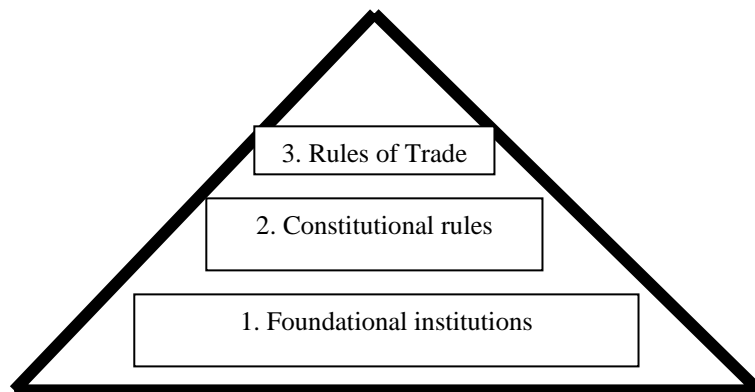 3. Rules of Trade
2. Constitutional rules
1. Foundational institutions